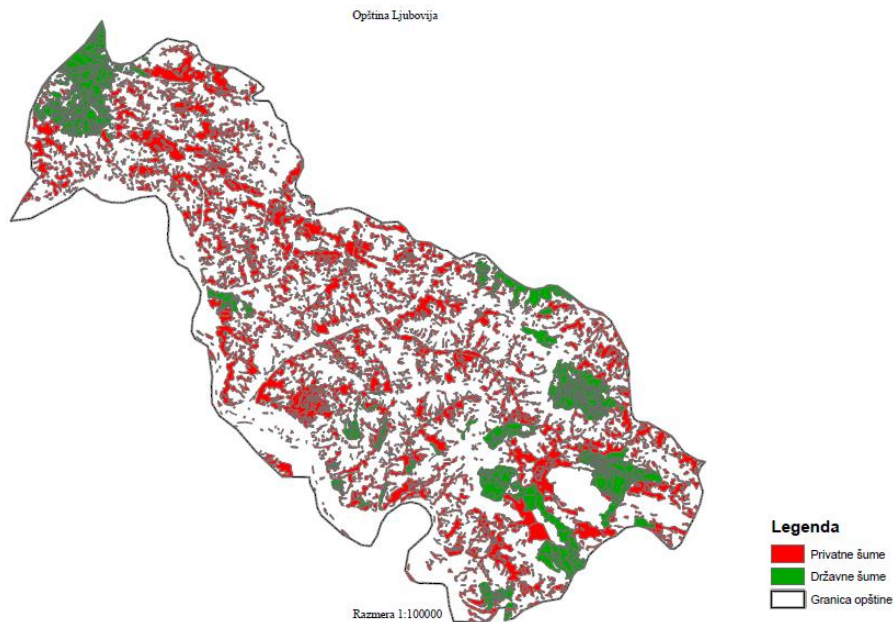 Opština Ljubovija
Legenda
Privatne šume
Državne šume
Granica opštine
Razmera 1:100000